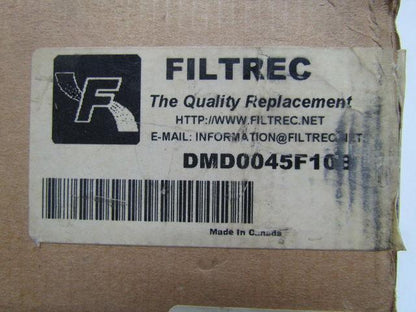 F
FILTREC
The Quality Replacement
HTTP://WWW.FILTREC.NET
E-MAIL: INFORMATION@FILTREC.NET
DMD0045F10B
Made In Canada